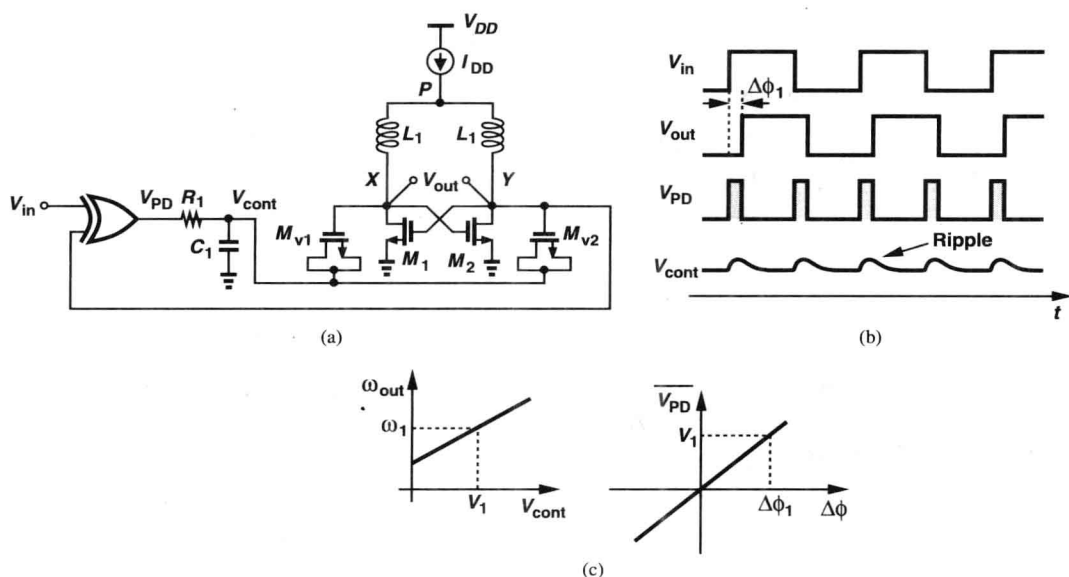 V_DD
I_DD
P
L_1 L_1
X V_out Y
V_in V_PD R_1 V_cont
C_1
M_v1 M_1 M_2 M_v2
(a)
V_in
Δϕ_1
V_out
V_PD
Ripple
V_cont
t
(b)
ω_out
ω_1
V_1 V_cont
V_PD
V_1
Δϕ_1 Δϕ
(c)